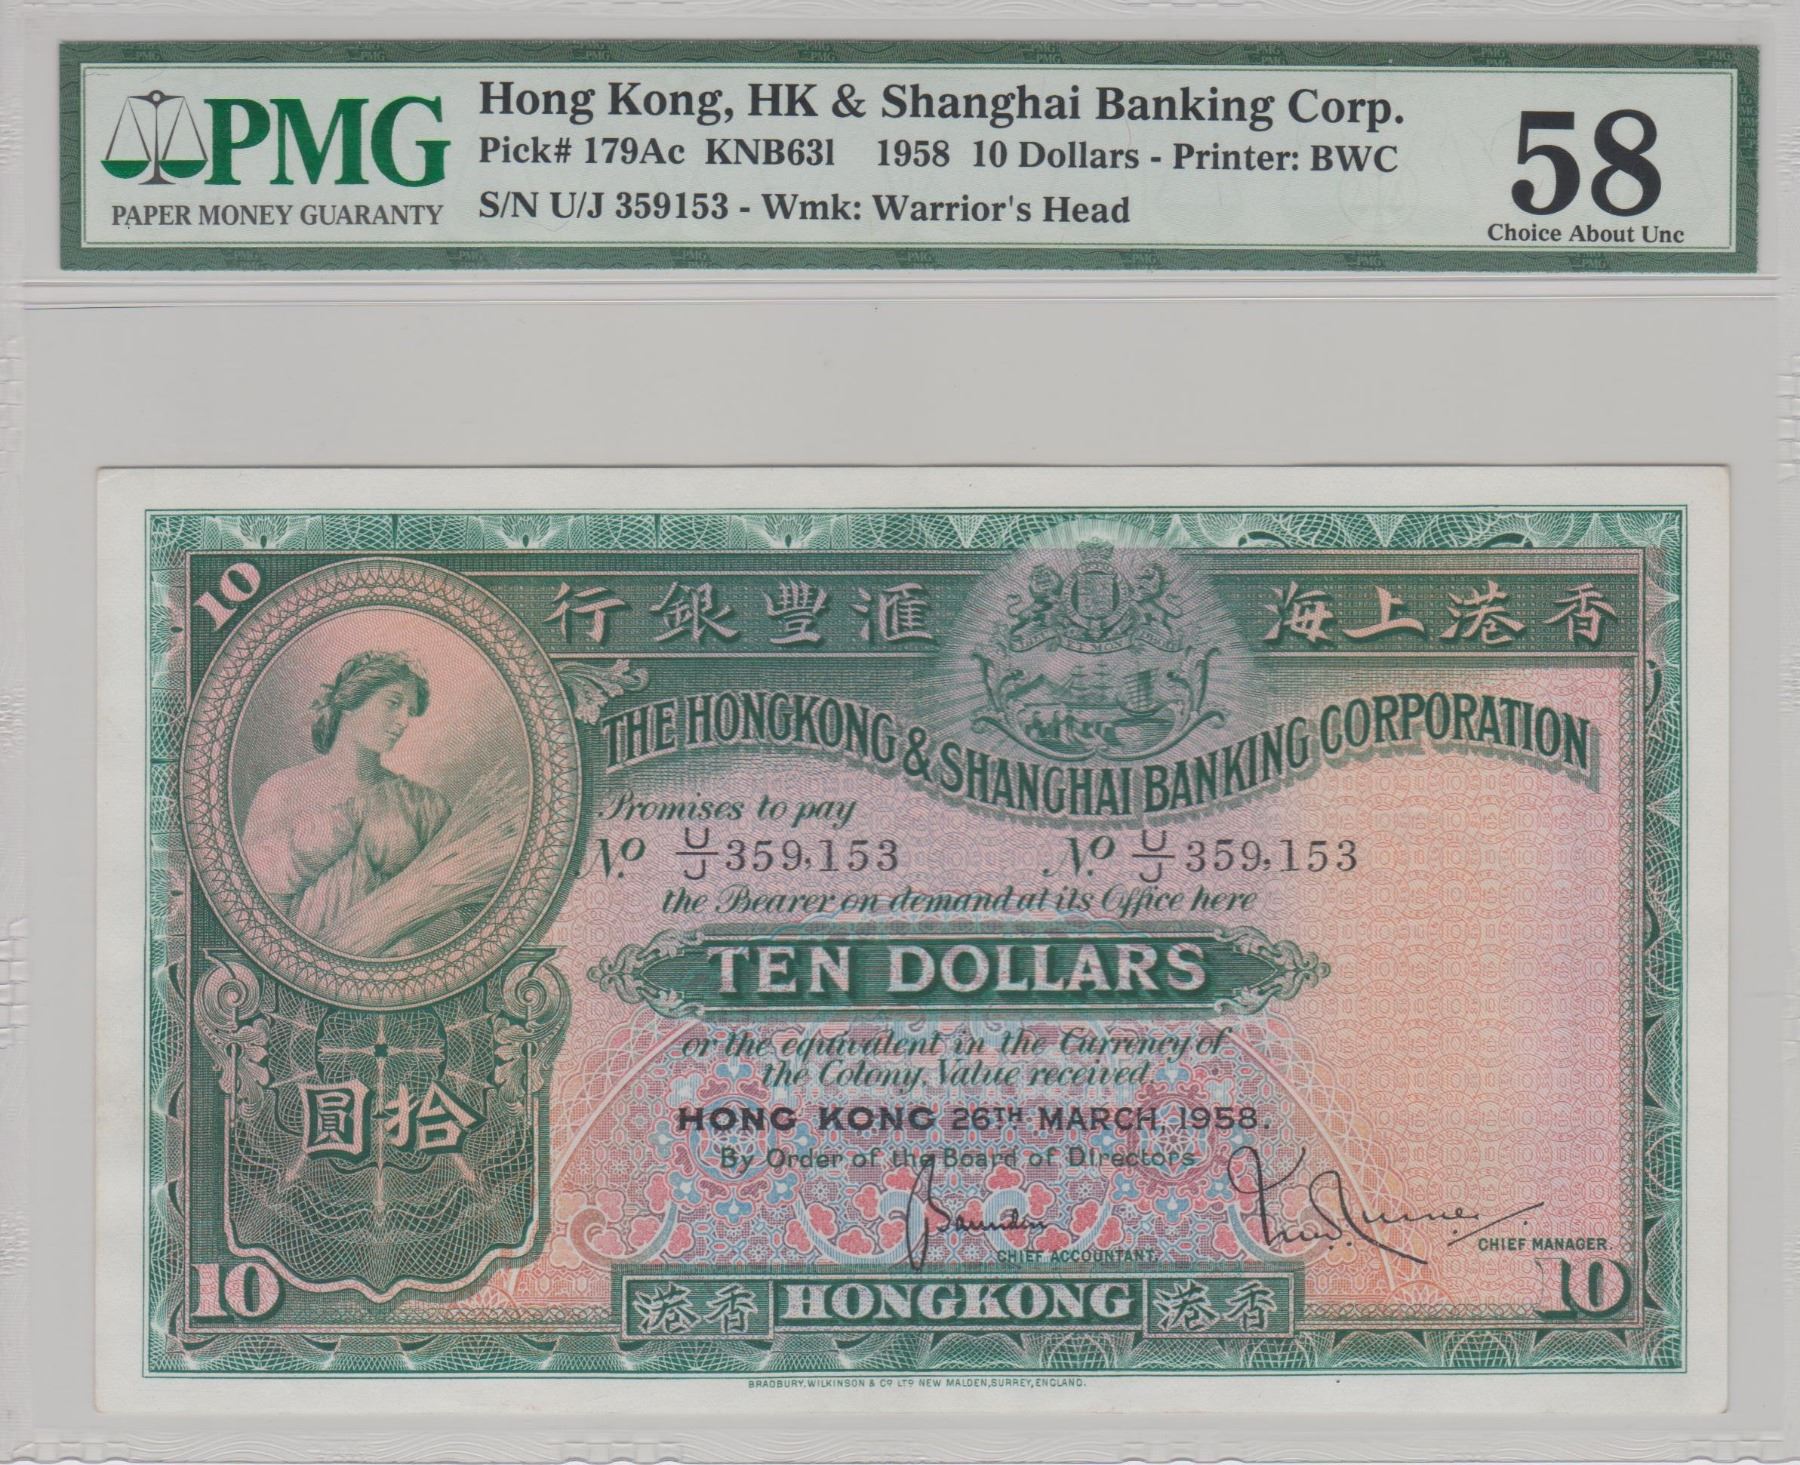 PMG
PAPER MONEY GUARANTY
Hong Kong, HK & Shanghai Banking Corp.
Pick# 179Ac KNB63l 1958 10 Dollars - Printer: BWC
S/N U/J 359153 - Wmk: Warrior's Head
58
Choice About Unc
10
行銀豐滙 海上港香
THE HONGKONG & SHANGHAI BANKING CORPORATION
Promises to pay
No. U/J 359,153 No. U/J 359,153
the Bearer on demand at its Office here
TEN DOLLARS
or the equivalent in the Currency of
the Colony, Value received.
圓拾
HONG KONG 26TH MARCH, 1958.
By Order of the Board of Directors
CHIEF ACCOUNTANT.
CHIEF MANAGER.
10 港香 HONGKONG 港香 10
BRADBURY, WILKINSON & Co LTD NEW MALDEN, SURREY, ENGLAND.